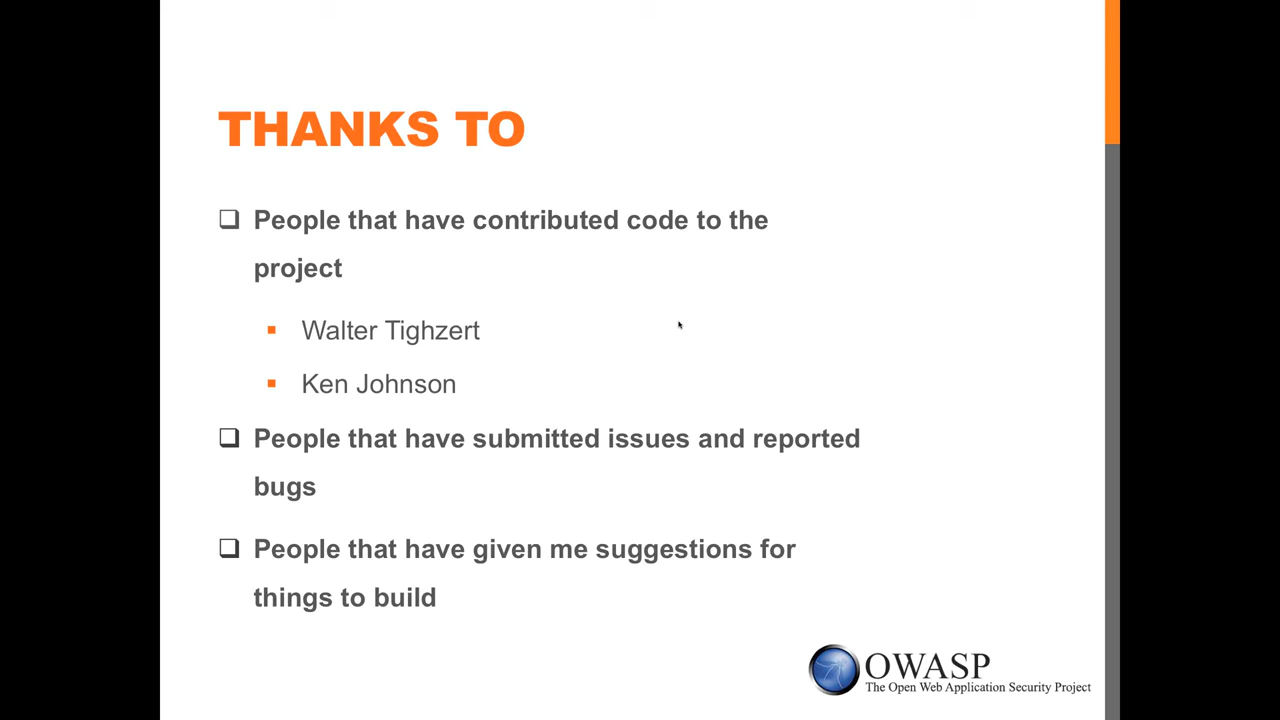 THANKS TO
People that have contributed code to the
project
Walter Tighzert
Ken Johnson
People that have submitted issues and reported
bugs
People that have given me suggestions for
things to build
OWASP
The Open Web Application Security Project